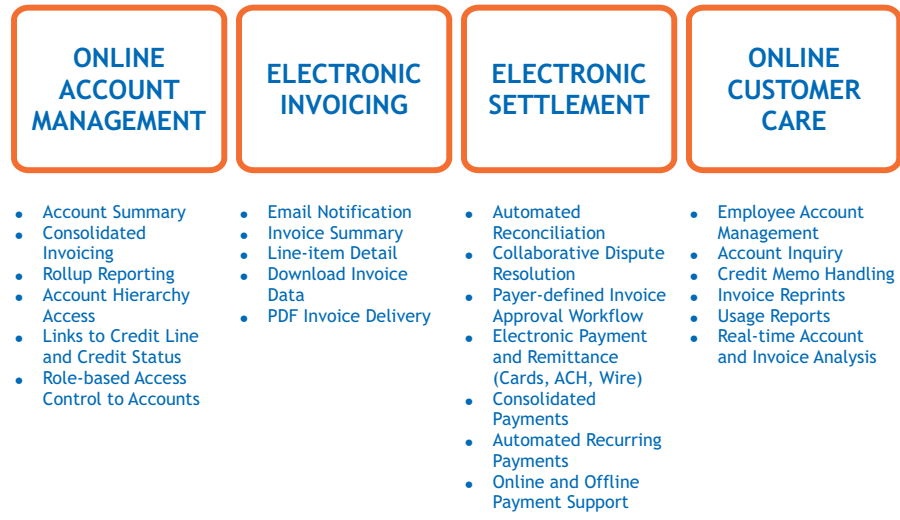 ONLINE
ACCOUNT
MANAGEMENT
ELECTRONIC
INVOICING
ELECTRONIC
SETTLEMENT
ONLINE
CUSTOMER
CARE
• Account Summary
• Consolidated
Invoicing
• Rollup Reporting
• Account Hierarchy
Access
• Links to Credit Line
and Credit Status
• Role-based Access
Control to Accounts
• Email Notification
• Invoice Summary
• Line-item Detail
• Download Invoice
Data
• PDF Invoice Delivery
• Automated
Reconciliation
• Collaborative Dispute
Resolution
• Payer-defined Invoice
Approval Workflow
• Electronic Payment
and Remittance
(Cards, ACH, Wire)
• Consolidated
Payments
• Automated Recurring
Payments
• Online and Offline
Payment Support
• Employee Account
Management
• Account Inquiry
• Credit Memo Handling
• Invoice Reprints
• Usage Reports
• Real-time Account
and Invoice Analysis